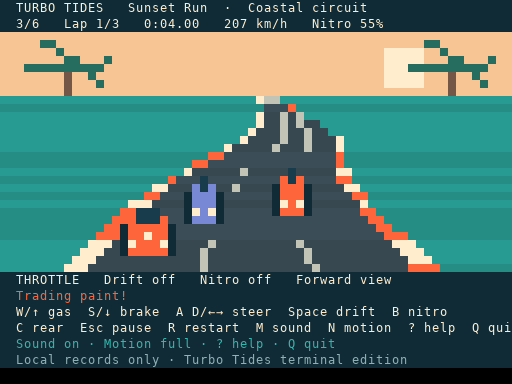 TURBO TIDES   Sunset Run  ·  Coastal circuit
3/6   Lap 1/3   0:04.00   207 km/h   Nitro 55%
THROTTLE   Drift off   Nitro off   Forward view
Trading paint!
W/↑ gas  S/↓ brake  A D/←→ steer  Space drift  B nitro
C rear  Esc pause  R restart  M sound  N motion  ? help  Q qui
Sound on · Motion full · ? help · Q quit
Local records only · Turbo Tides terminal edition